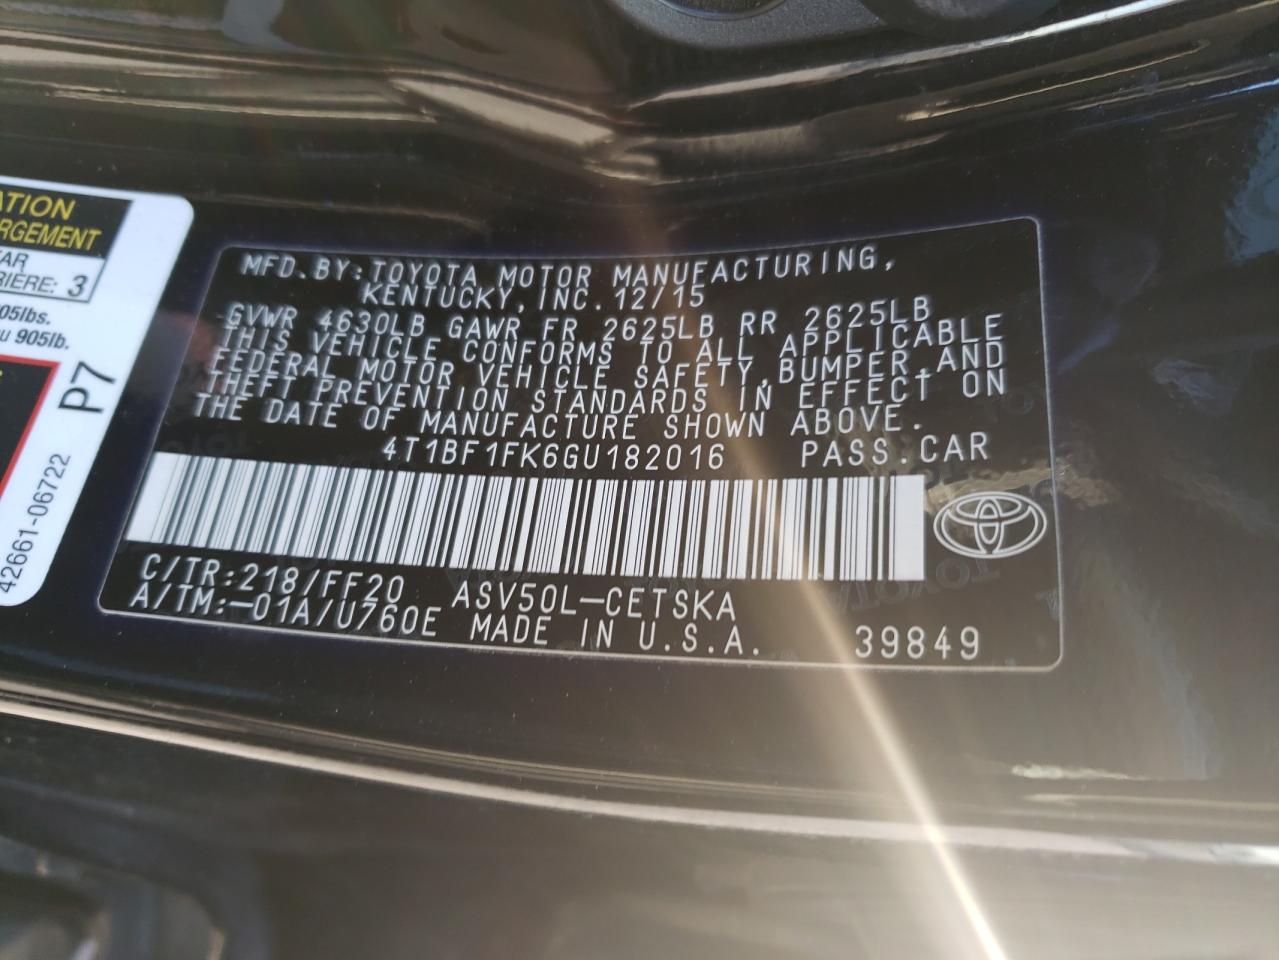 ATION
RGEMENT
AR
RIÈRE: 3
05lbs.
u 905lb.
P7
42661-06722
MFD.BY:TOYOTA MOTOR MANUFACTURING,
KENTUCKY,INC.12/15
GVWR 4630LB GAWR FR 2625LB RR 2625LB
THIS VEHICLE CONFORMS TO ALL APPLICABLE
FEDERAL MOTOR VEHICLE SAFETY,BUMPER,AND
THEFT PREVENTION STANDARDS IN EFFECT ON
THE DATE OF MANUFACTURE SHOWN ABOVE.
4T1BF1FK6GU182016 PASS.CAR
C/TR:218/FF20 ASV50L-CETSKA
A/TM:-01A/U760E MADE IN U.S.A. 39849